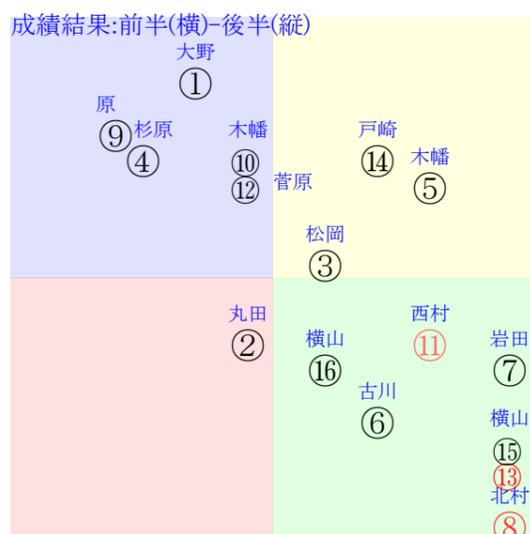 成績結果:前半(横)-後半(縦)
大野
①
原
⑨
杉原
④
木幡
⑩
⑫
菅原
戸崎
⑭
木幡
⑤
松岡
③
丸田
②
西村
⑪
横山
⑯
岩田
⑦
古川
⑥
横山
⑮
⑬
北村
⑧